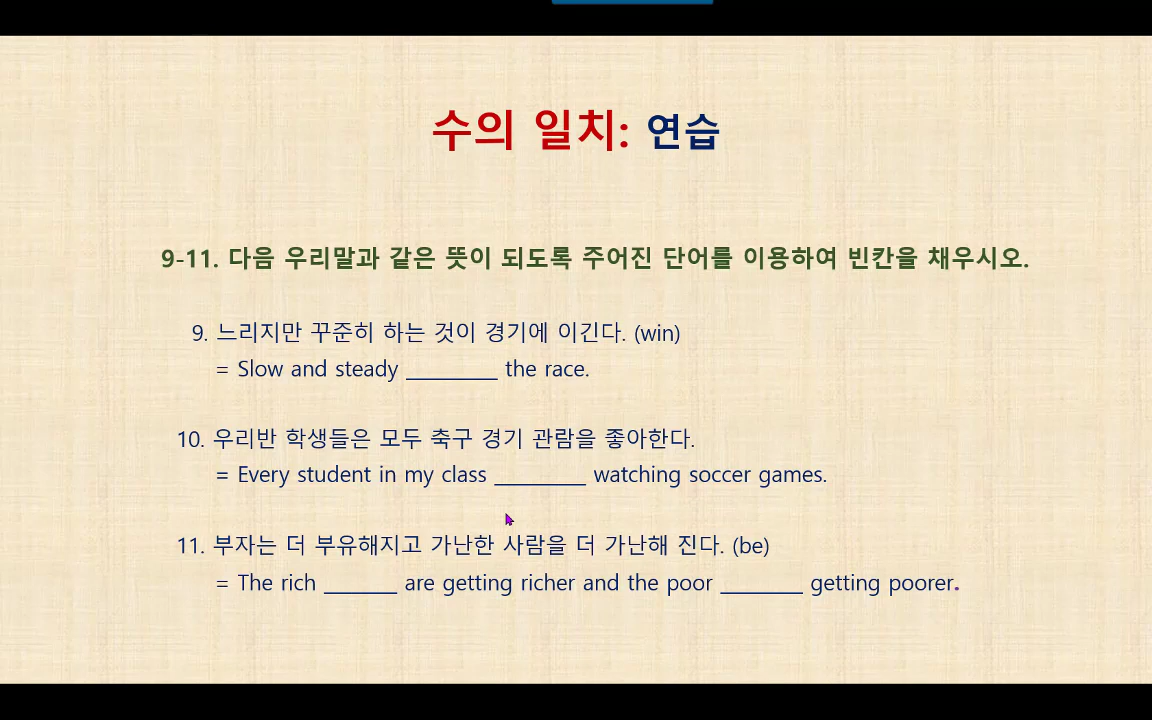 수의 일치: 연습
9-11. 다음 우리말과 같은 뜻이 되도록 주어진 단어를 이용하여 빈칸을 채우시오.
9. 느리지만 꾸준히 하는 것이 경기에 이긴다. (win)
= Slow and steady ________ the race.
10. 우리반 학생들은 모두 축구 경기 관람을 좋아한다.
= Every student in my class ________ watching soccer games.
11. 부자는 더 부유해지고 가난한 사람을 더 가난해 진다. (be)
= The rich ______ are getting richer and the poor _______ getting poorer.